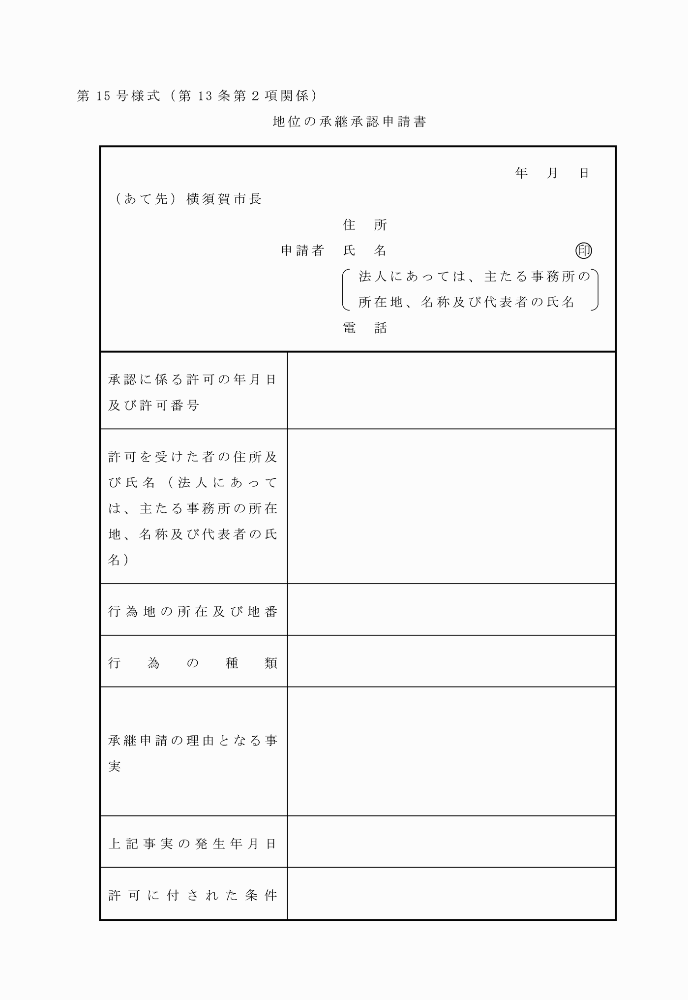 第15号様式（第13条第２項関係）
地位の承継承認申請書
年　月　日
（あて先）横須賀市長
住　所
申請者　氏　名　㊞
法人にあっては、主たる事務所の
所在地、名称及び代表者の氏名
電　話
承認に係る許可の年月日
及び許可番号
許可を受けた者の住所及
び氏名（法人にあって
は、主たる事務所の所在
地、名称及び代表者の氏
名）
行為地の所在及び地番
行為の種類
承継申請の理由となる事
実
上記事実の発生年月日
許可に付された条件